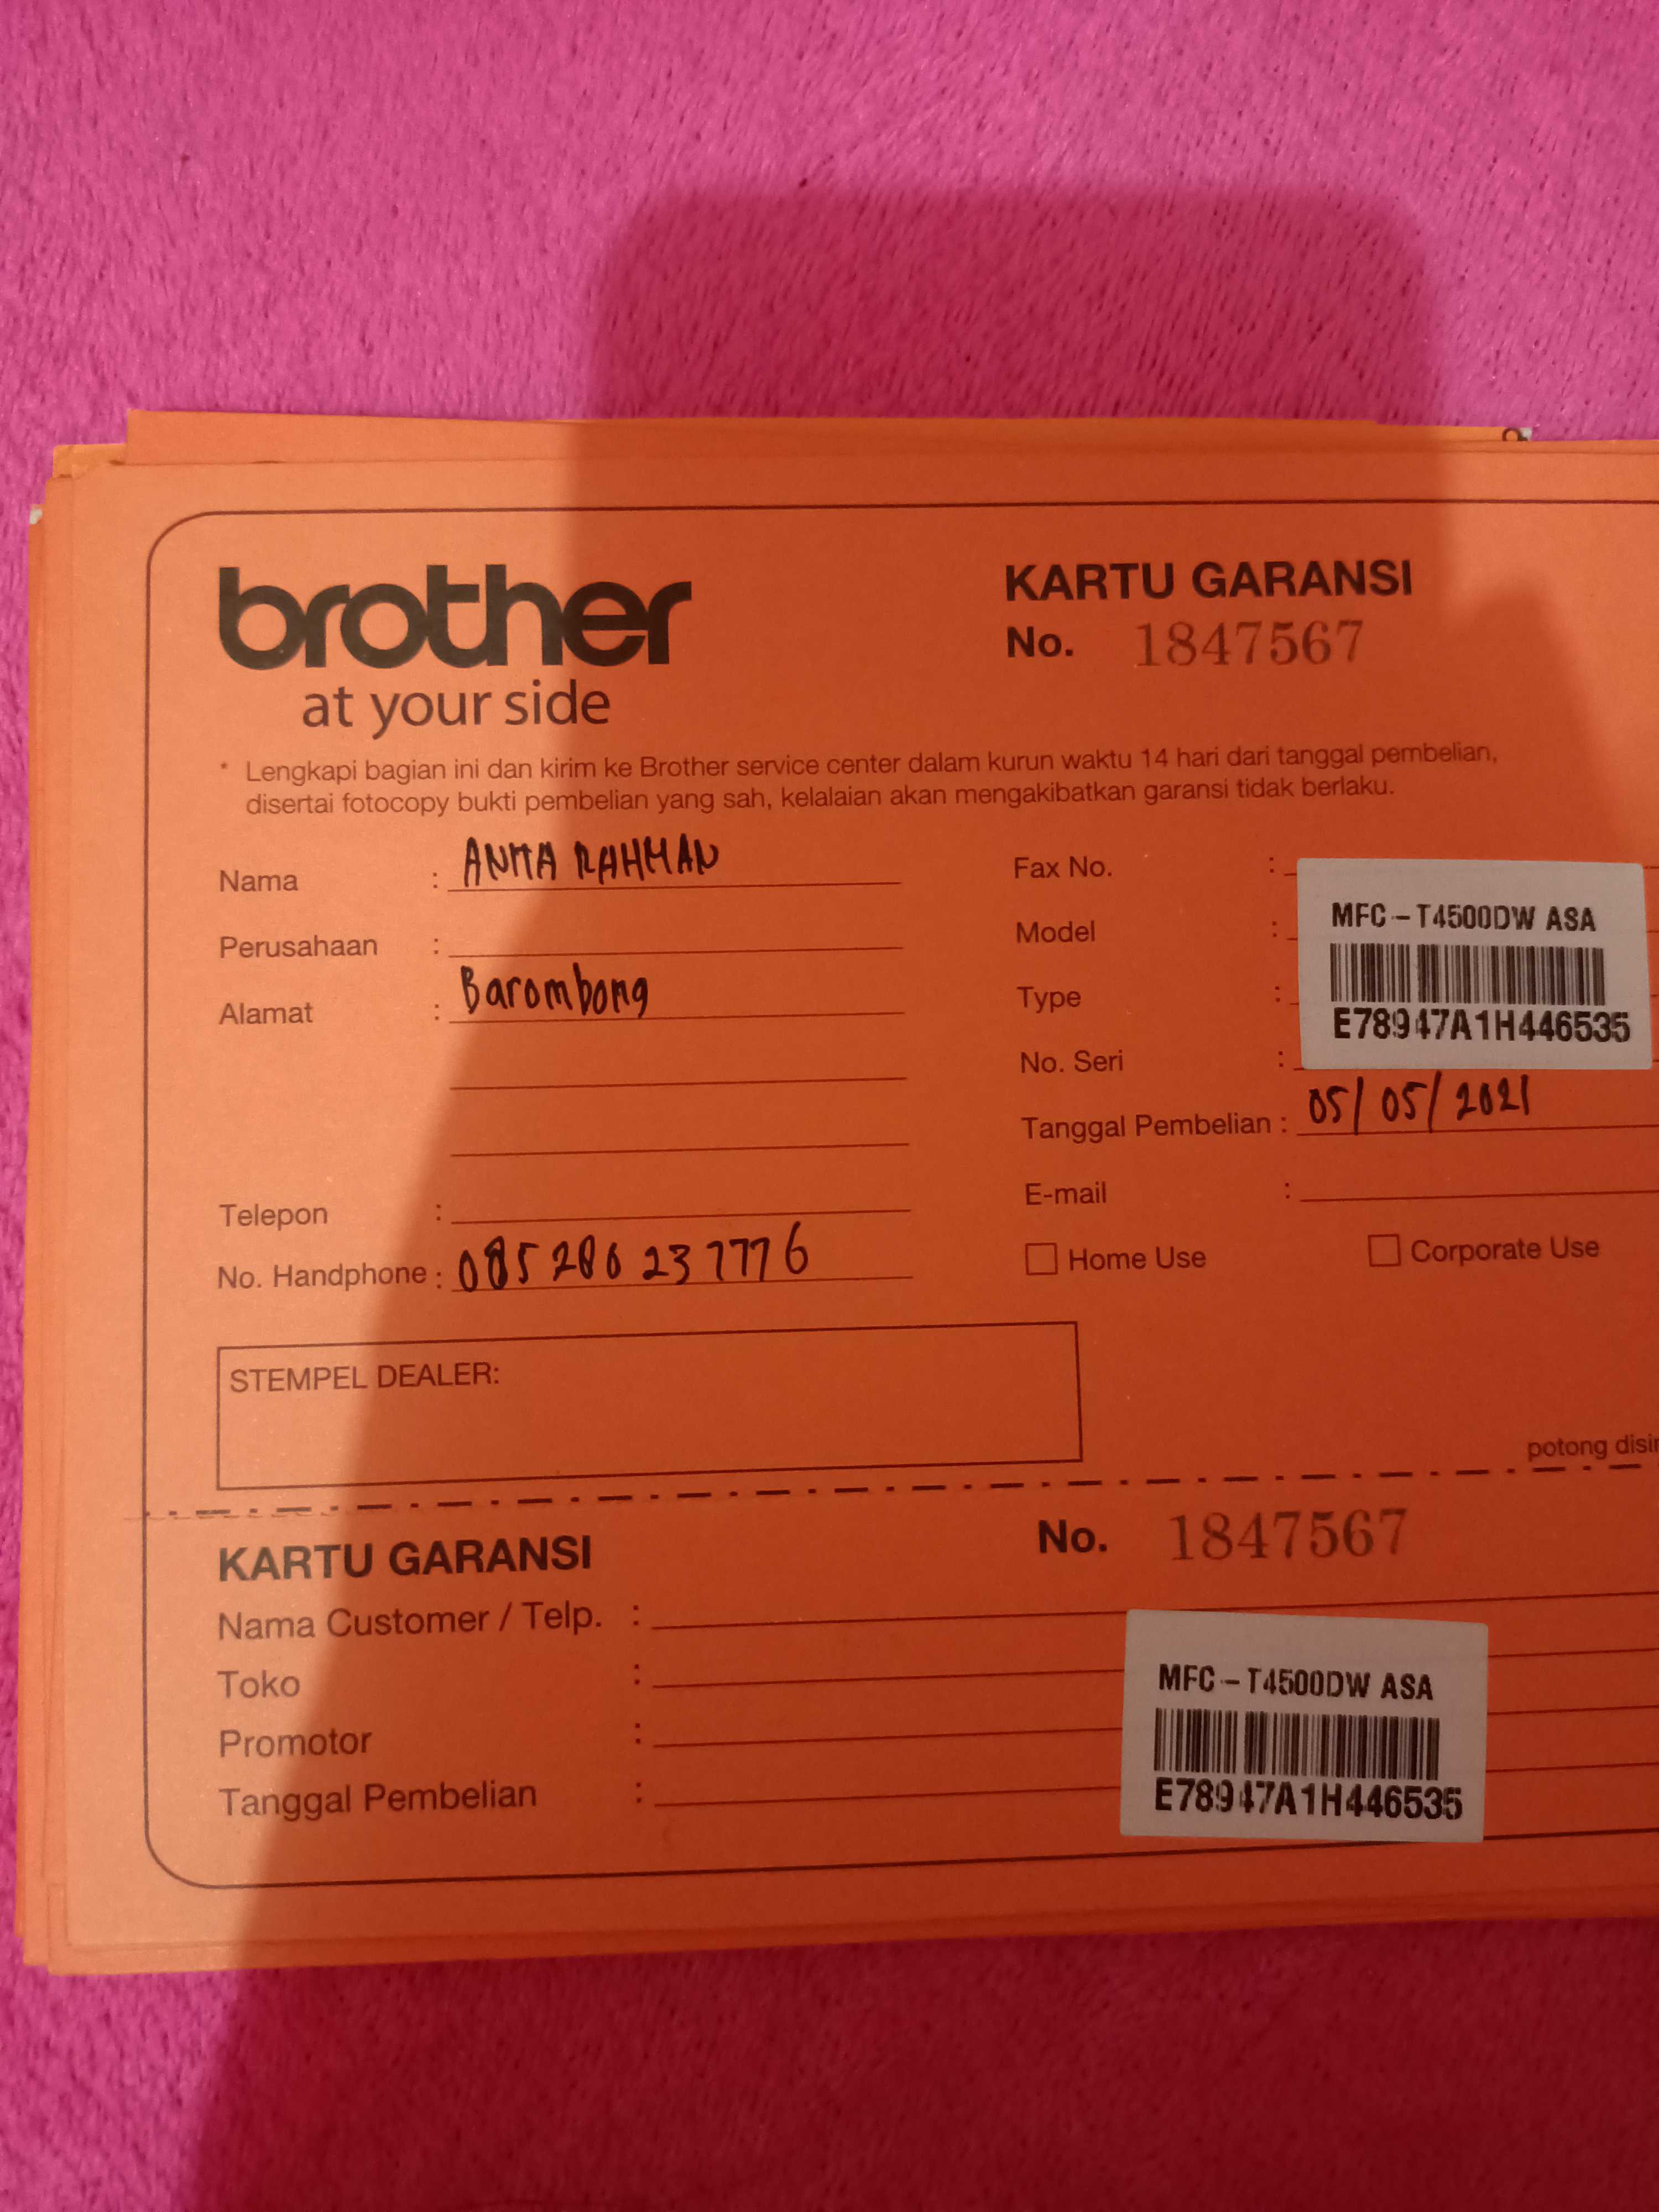 brother
at your side
KARTU GARANSI
No. 1847567
* Lengkapi bagian ini dan kirim ke Brother service center dalam kurun waktu 14 hari dari tanggal pembelian,
disertai fotocopy bukti pembelian yang sah, kelalaian akan mengakibatkan garansi tidak berlaku.
Nama : ANITA RAHMAN
Perusahaan :
Alamat : Barombong
Telepon :
No. Handphone : 085 280 23 7776
Fax No. :
Model :
Type :
No. Seri :
MFC-T4500DW ASA
E78947A1H446535
Tanggal Pembelian : 05/05/2021
E-mail :
Home Use
Corporate Use
STEMPEL DEALER:
potong
KARTU GARANSI
No. 1847567
Nama Customer / Telp. :
Toko :
Promotor :
Tanggal Pembelian :
MFC-T4500DW ASA
E78947A1H446535